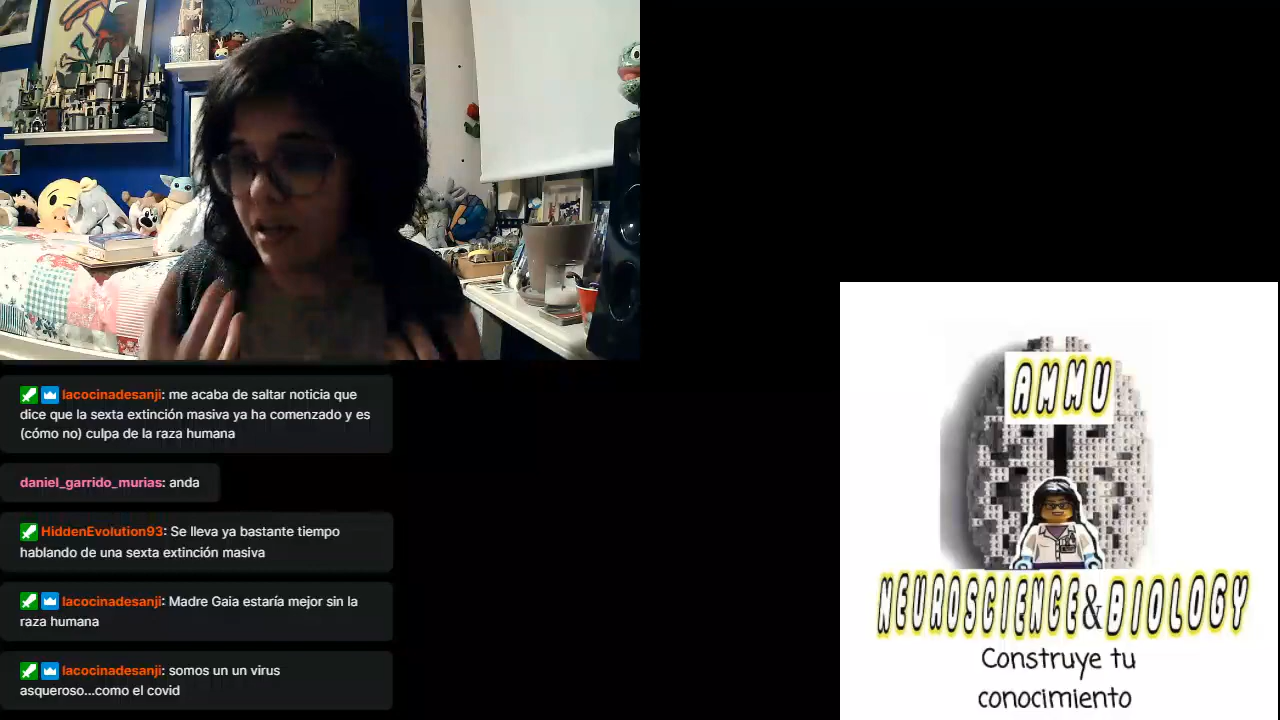 lacocinadesanji: me acaba de saltar noticia que
dice que la sexta extinción masiva ya ha comenzado y es
(cómo no) culpa de la raza humana
daniel_garrido_murias: anda
HiddenEvolution93: Se lleva ya bastante tiempo
hablando de una sexta extinción masiva
lacocinadesanji: Madre Gaia estaría mejor sin la
raza humana
lacocinadesanji: somos un un virus
asqueroso...como el covid
AMMU
NEUROSCIENCE&BIOLOGY
Construye tu
conocimiento